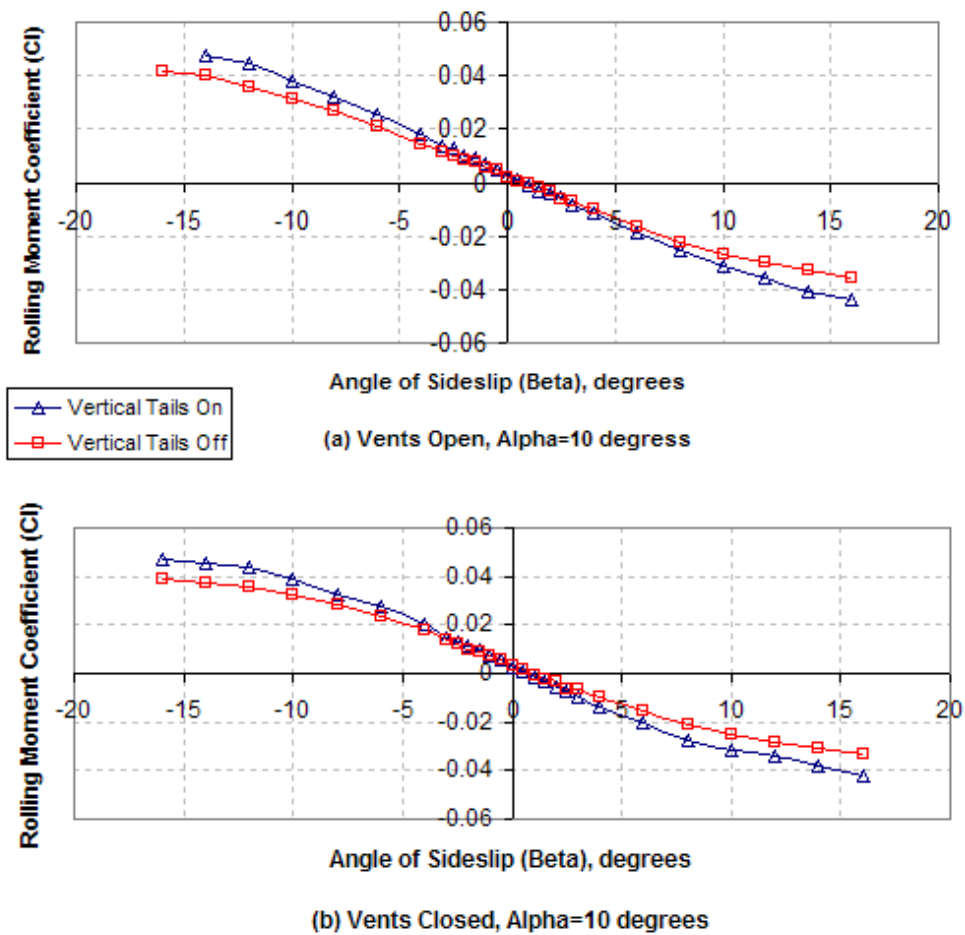 Rolling Moment Coefficient (Cl)
0.06
0.04
0.02
0
-0.02
-0.04
-0.06
-20 -15 -10 -5 0 5 10 15 20
Angle of Sideslip (Beta), degrees
Vertical Tails On
Vertical Tails Off
(a) Vents Open, Alpha=10 degress
Rolling Moment Coefficient (Cl)
0.06
0.04
0.02
0
-0.02
-0.04
-0.06
-20 -15 -10 -5 0 5 10 15 20
Angle of Sideslip (Beta), degrees
(b) Vents Closed, Alpha=10 degrees